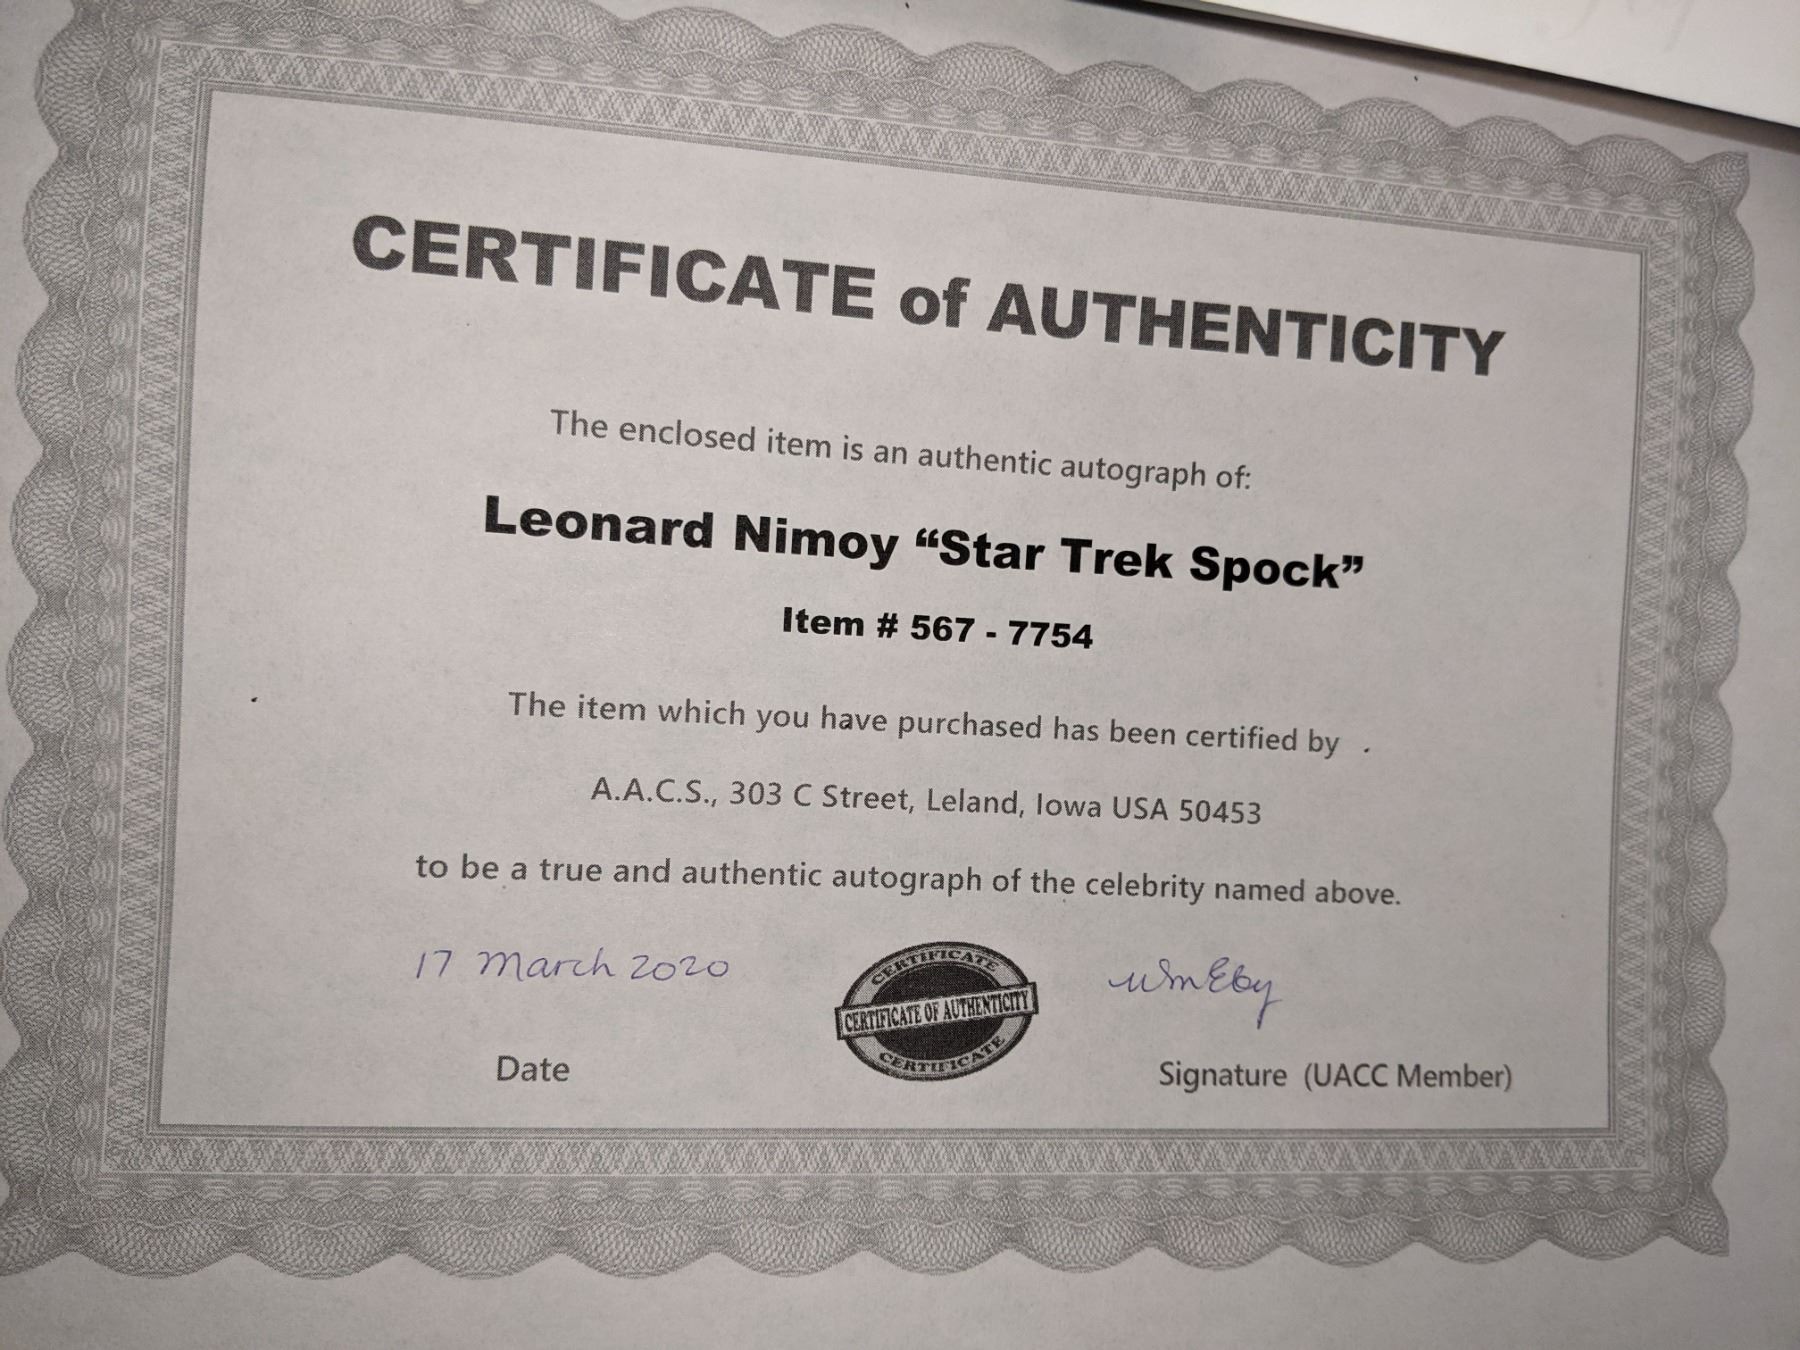 CERTIFICATE of AUTHENTICITY
The enclosed item is an authentic autograph of:
Leonard Nimoy “Star Trek Spock”
Item # 567 - 7754
The item which you have purchased has been certified by .
A.A.C.S., 303 C Street, Leland, Iowa USA 50453
to be a true and authentic autograph of the celebrity named above.
17 March 2020
CERTIFICATE
CERTIFICATE OF AUTHENTICITY
CERTIFICATE
WmEby
Date
Signature (UACC Member)